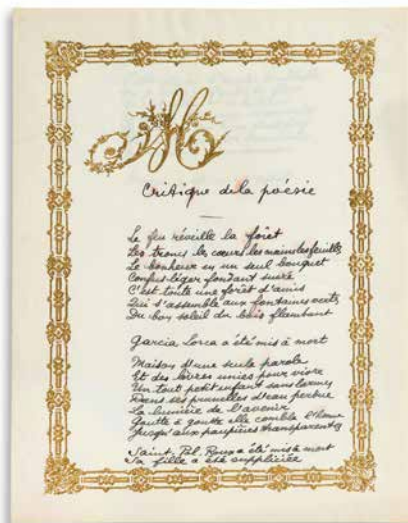 M
Critique de la poésie
Le feu réveille la forêt
Les troncs les cœurs les mains les feuilles
Le bonheur en un seul bouquet
Confus léger fondant sucré
C'est toute une forêt d'amis
Qui s'assemble aux fontaines vertes
Du bon soleil du bois flambant
Garcia Lorca a été mis à mort
Maison d'une seule parole
Et des lèvres unies pour vivre
Un tout petit enfant sans larmes
Dans ses prunelles d'eau perdue
La lumière de l'avenir
Goutte à goutte elle comble l'homme
Jusqu'aux paupières transparentes
Saint-Pol-Roux a été mis à mort
Sa fille a été suppliciée